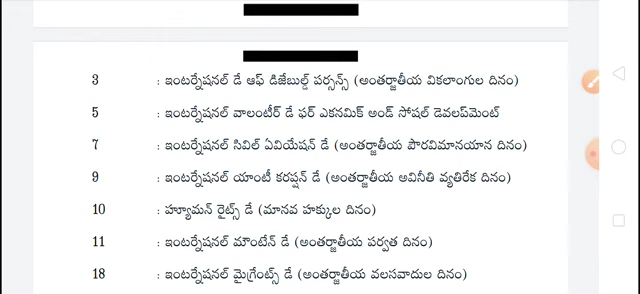 3 : ఇంటర్నేషనల్ డే ఆఫ్ డిజేబుల్డ్ పర్సన్స్ (అంతర్జాతీయ వికలాంగుల దినం)
5 : ఇంటర్నేషనల్ వాలంటీర్ డే ఫర్ ఎకనమిక్ అండ్ సోషల్ డెవలప్‌మెంట్
7 : ఇంటర్నేషనల్ సివిల్ ఏవియేషన్ డే (అంతర్జాతీయ పౌరవిమానయాన దినం)
9 : ఇంటర్నేషనల్ యాంటీ కరప్షన్ డే (అంతర్జాతీయ అవినీతి వ్యతిరేక దినం)
10 : హ్యూమన్ రైట్స్ డే (మానవ హక్కుల దినం)
11 : ఇంటర్నేషనల్ మౌంటేన్ డే (అంతర్జాతీయ పర్వత దినం)
18 : ఇంటర్నేషనల్ మైగ్రేంట్స్ డే (అంతర్జాతీయ వలసవాదుల దినం)